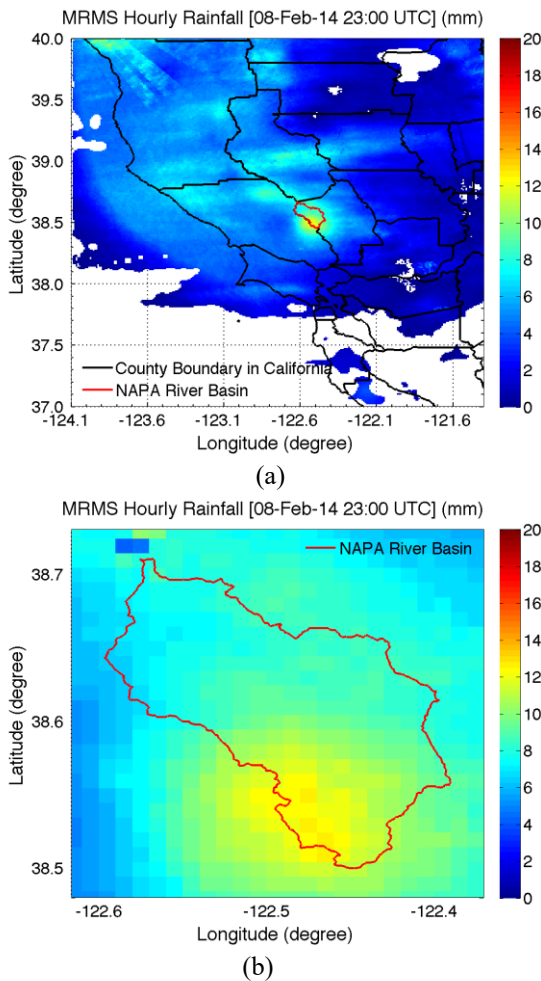 MRMS Hourly Rainfall [08-Feb-14 23:00 UTC] (mm)
40.0
39.5
39.0
38.5
38.0
37.5
37.0
Latitude (degree)
County Boundary in California
NAPA River Basin
-124.1 -123.6 -123.1 -122.6 -122.1 -121.6
Longitude (degree)
20
18
16
14
12
10
8
6
4
2
0
(a)
MRMS Hourly Rainfall [08-Feb-14 23:00 UTC] (mm)
NAPA River Basin
38.7
38.6
38.5
Latitude (degree)
-122.6 -122.5 -122.4
Longitude (degree)
20
18
16
14
12
10
8
6
4
2
0
(b)